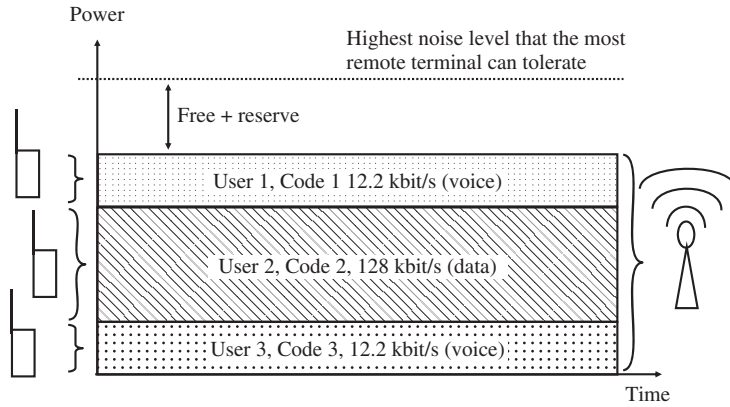 Power
Highest noise level that the most
remote terminal can tolerate
Free + reserve
User 1, Code 1 12.2 kbit/s (voice)
User 2, Code 2, 128 kbit/s (data)
User 3, Code 3, 12.2 kbit/s (voice)
Time